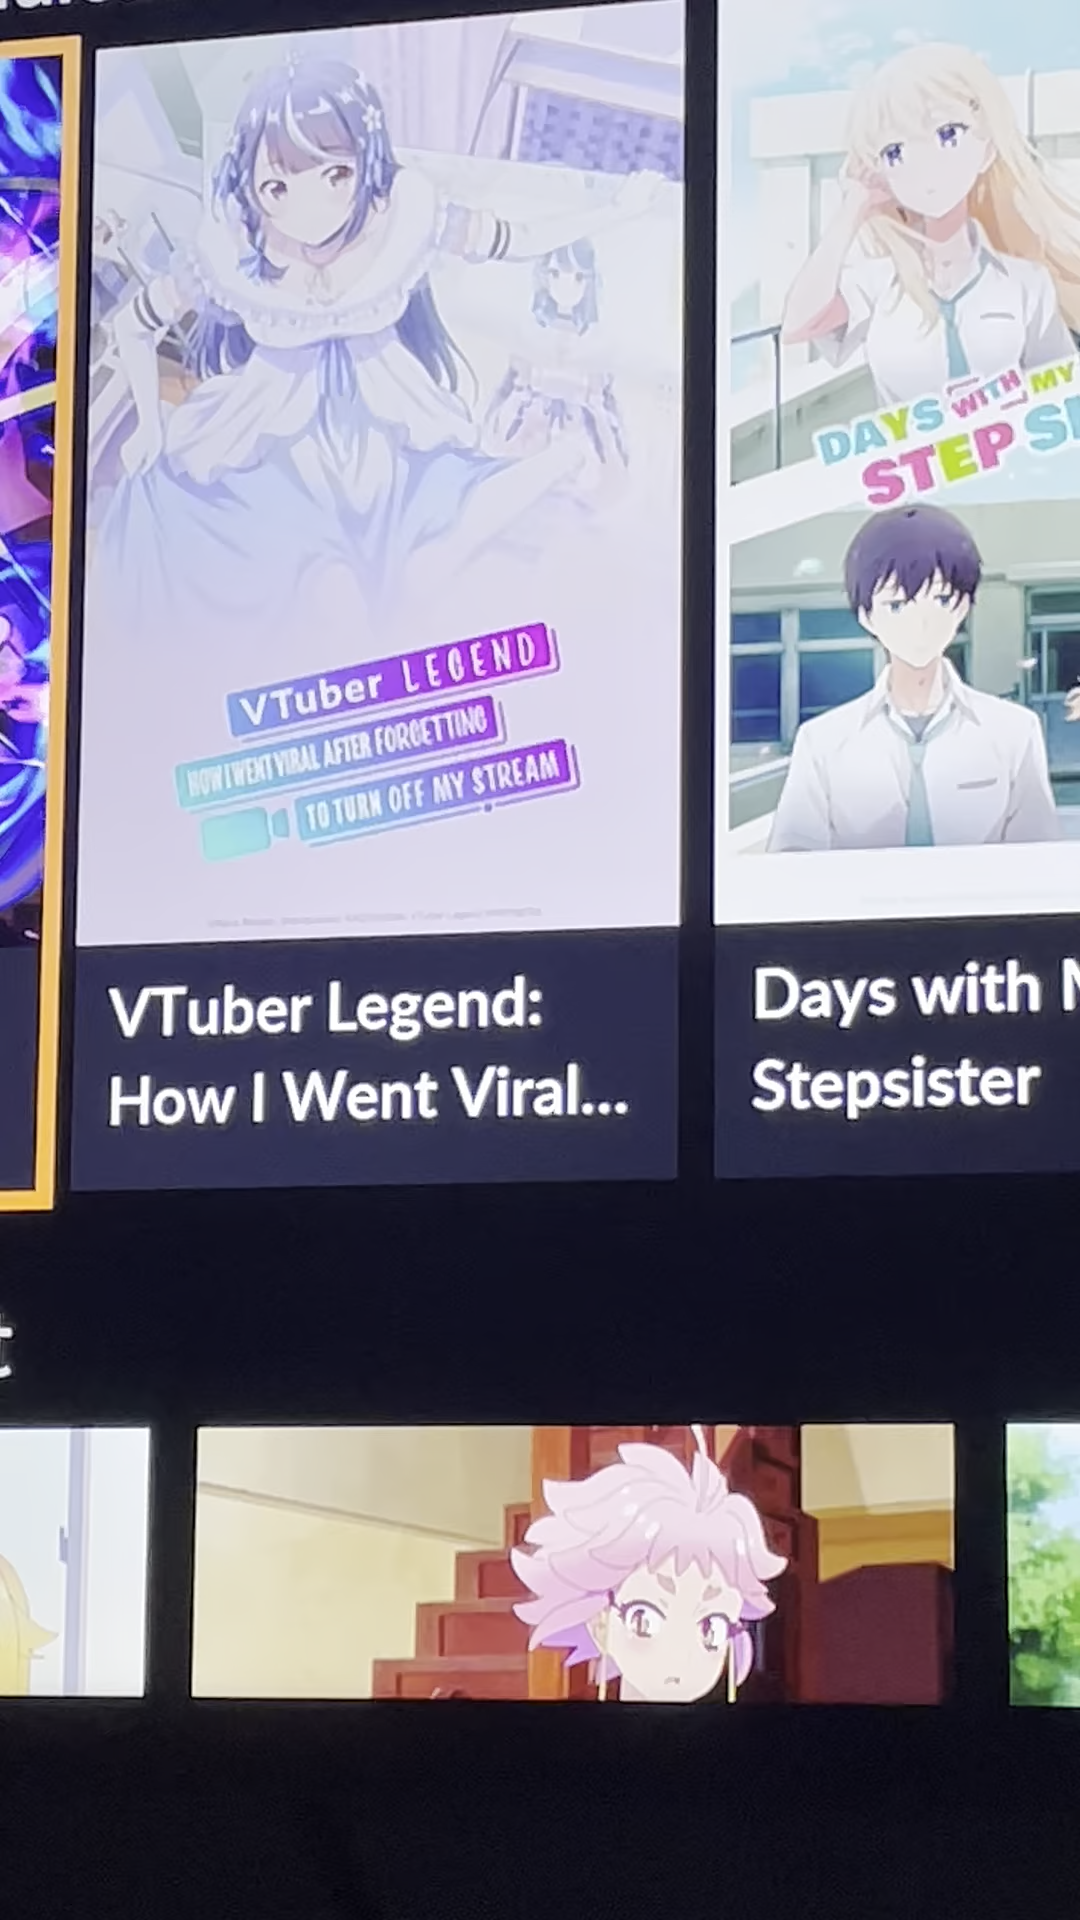 DAYS WITH MY
STEP
VTuber LEGEND
HOW I WENT VIRAL AFTER FORGETTING
TO TURN OFF MY STREAM
VTuber Legend:
How I Went Viral...
Days with
Stepsister